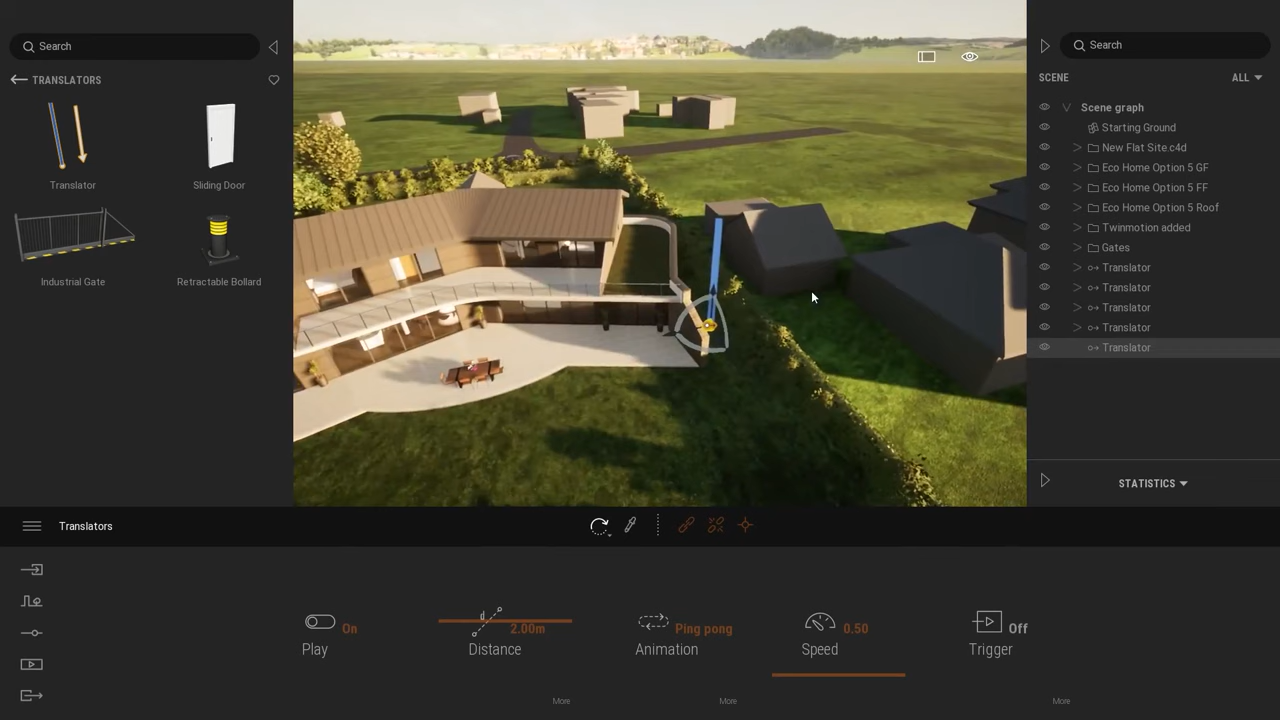 Search
TRANSLATORS
Translator
Sliding Door
Industrial Gate
Retractable Bollard
Search
SCENE
ALL
Scene graph
Starting Ground
New Flat Site.c4d
Eco Home Option 5 GF
Eco Home Option 5 FF
Eco Home Option 5 Roof
Twinmotion added
Gates
Translator
Translator
Translator
Translator
Translator
STATISTICS
Translators
On
Play
d
2.00m
Distance
More
Ping pong
Animation
More
0.50
Speed
Off
Trigger
More